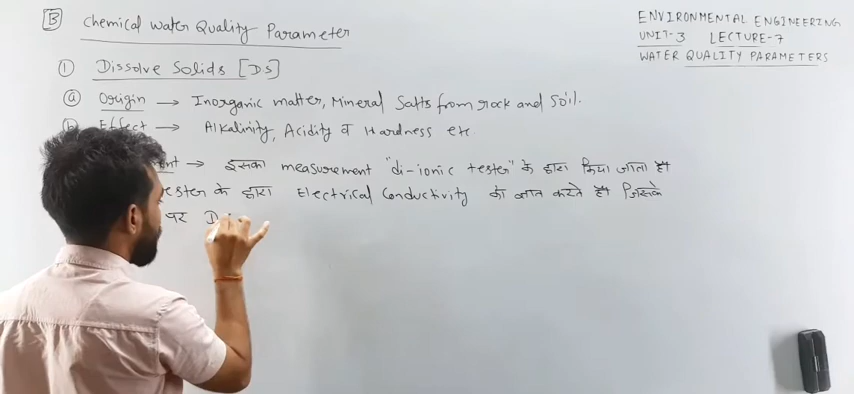 ENVIRONMENTAL ENGINEERING
UNIT-3 LECTURE-7
WATER QUALITY PARAMETERS
B Chemical Water Quality Parameter
1 Dissolve Solids [D.S]
a Origin → Inorganic matter, Mineral Salts from rock and Soil.
b Effect → Alkalinity, Acidity व Hardness etc
ment → इसका measurement "di-ionic tester" के द्वारा किया जाता है।
ester के द्वारा Electrical Conductivity को ज्ञात करते हैं। जिसके
पर D